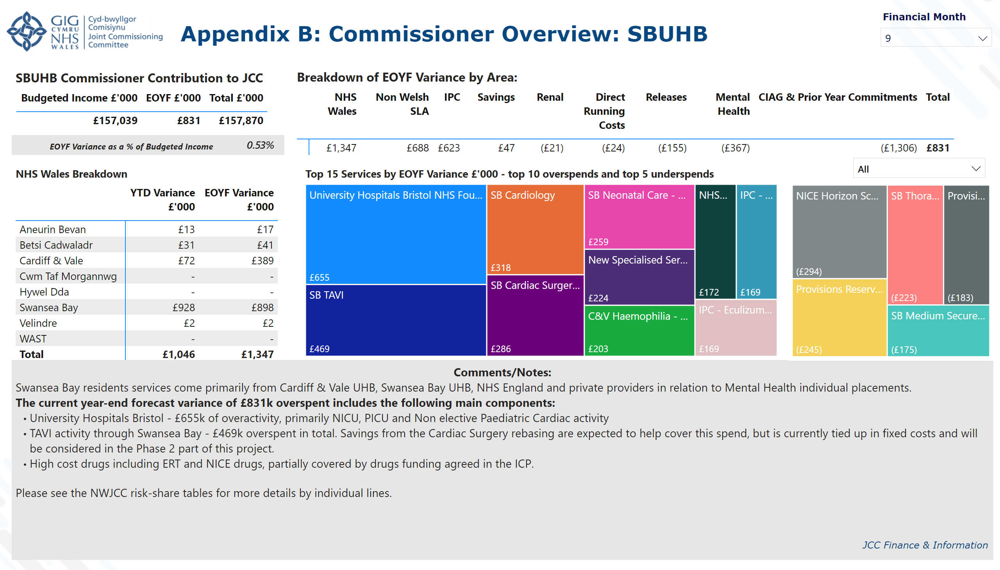 GIG
CYMRU
NHS
WALES
Cyd-bwyllgor
Comisiynu
Joint Commissioning
Committee
Appendix B: Commissioner Overview: SBUHB
Financial Month
9
SBUHB Commissioner Contribution to JCC
Budgeted Income £'000 EOYF £'000 Total £'000
£157,039 £831 £157,870
EOYF Variance as a % of Budgeted Income 0.53%
Breakdown of EOYF Variance by Area:
NHS Wales Non Welsh SLA IPC Savings Renal Direct Running Costs Releases Mental Health CIAG & Prior Year Commitments Total
£1,347 £688 £623 £47 (£21) (£24) (£155) (£367) (£1,306) £831
All
NHS Wales Breakdown
YTD Variance £'000 EOYF Variance £'000
Aneurin Bevan £13 £17
Betsi Cadwaladr £31 £41
Cardiff & Vale £72 £389
Cwm Taf Morgannwg - -
Hywel Dda - -
Swansea Bay £928 £898
Velindre £2 £2
WAST - -
Total £1,046 £1,347
Top 15 Services by EOYF Variance £'000 - top 10 overspends and top 5 underspends
University Hospitals Bristol NHS Fou...
£655
SB TAVI
£469
SB Cardiology
£318
SB Cardiac Surger...
£286
SB Neonatal Care - ...
£259
New Specialised Ser...
£224
C&V Haemophilia - ...
£203
NHS...
£172
IPC - ...
£169
IPC - Eculizum...
£169
NICE Horizon Sc...
(£294)
Provisions Reserv...
(£245)
SB Thora...
(£223)
Provisi...
(£183)
SB Medium Secure...
(£175)
Comments/Notes:
Swansea Bay residents services come primarily from Cardiff & Vale UHB, Swansea Bay UHB, NHS England and private providers in relation to Mental Health individual placements.
The current year-end forecast variance of £831k overspent includes the following main components:
• University Hospitals Bristol - £655k of overactivity, primarily NICU, PICU and Non elective Paediatric Cardiac activity
• TAVI activity through Swansea Bay - £469k overspent in total. Savings from the Cardiac Surgery rebasing are expected to help cover this spend, but is currently tied up in fixed costs and will
be considered in the Phase 2 part of this project.
• High cost drugs including ERT and NICE drugs, partially covered by drugs funding agreed in the ICP.
Please see the NWJCC risk-share tables for more details by individual lines.
JCC Finance & Information